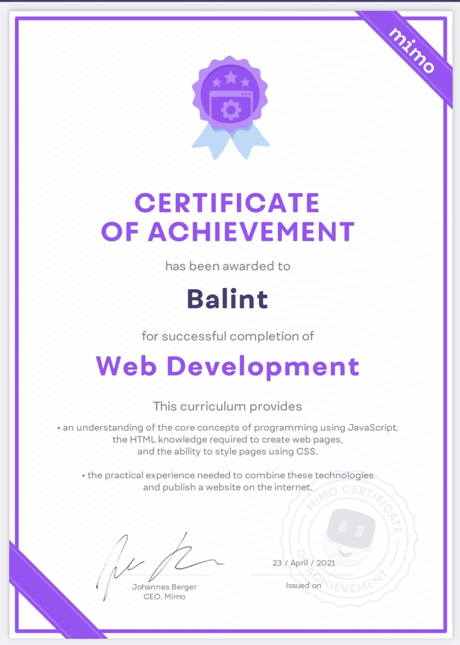 mimo
CERTIFICATE
OF ACHIEVEMENT
has been awarded to
Balint
for successful completion of
Web Development
This curriculum provides
• an understanding of the core concepts of programming using JavaScript,
the HTML knowledge required to create web pages,
and the ability to style pages using CSS.
• the practical experience needed to combine these technologies
and publish a website on the internet.
MIMO CERTIFICATE
OF ACHIEVEMENT
23 / April / 2021
Johannes Berger
Issued on
CEO, Mimo